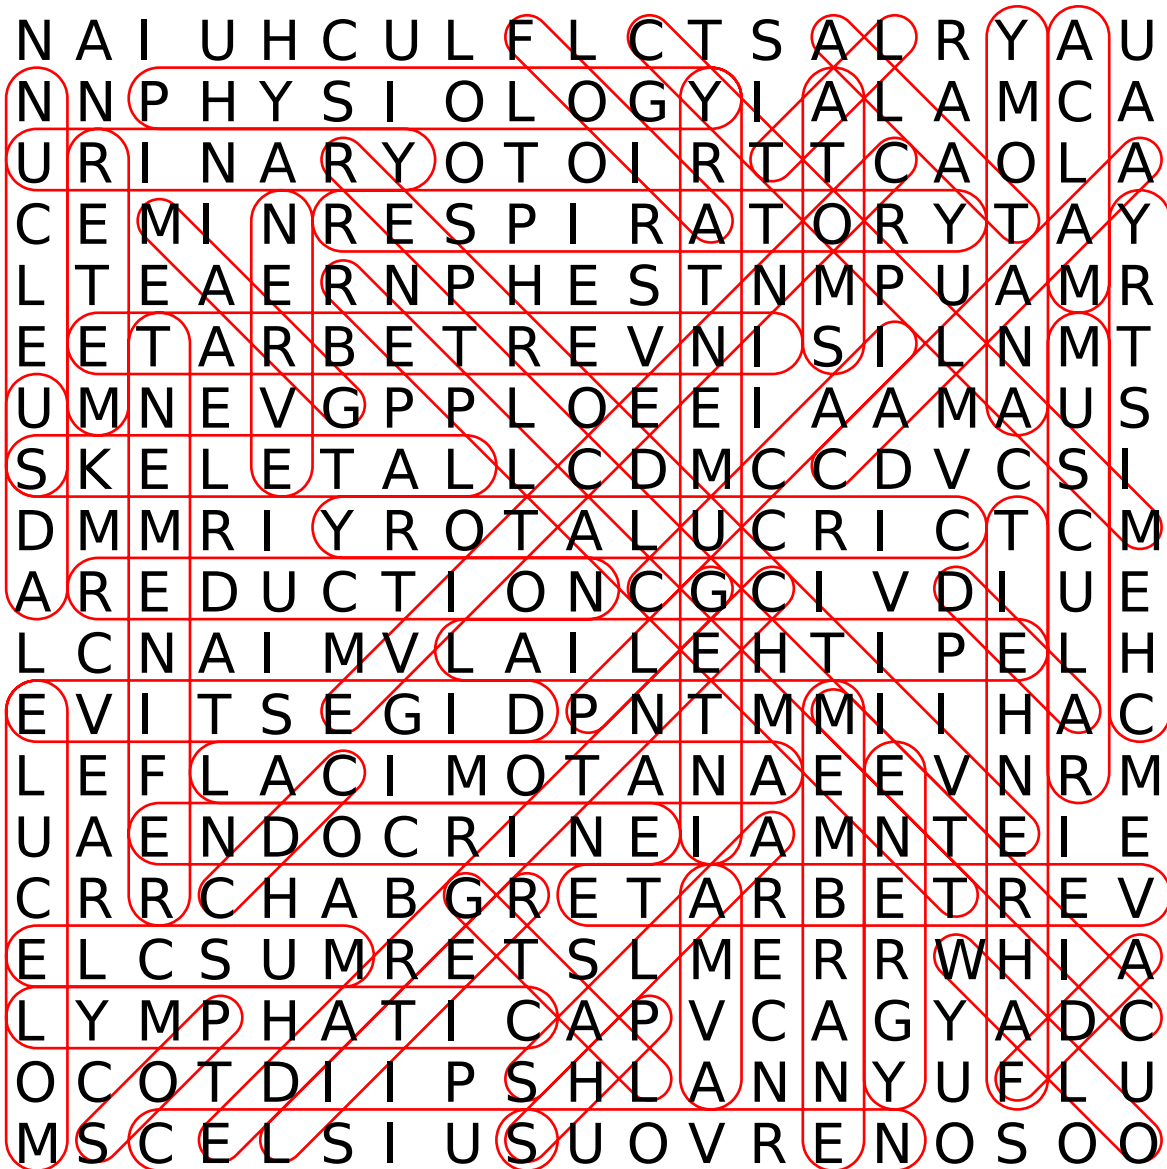 N A I U H C U L F L C T S A L R Y A U
N N P H Y S I O L O G Y I A L A M C A
U R I N A R Y O T O I R T T C A O L A
C E M I N R E S P I R A T O R Y T A Y
L T E A E R N P H E S T N M P U A M R
E E T A R B E T R E V N I S I L N M T
U M N E V G P P L O E E I A A M A U S
S K E L E T A L L C D M C C D V C S I
D M M R I Y R O T A L U C R I C T C M
A R E D U C T I O N C G C I V D I U E
L C N A I M V L A I L E H T I P E L H
E V I T S E G I D P N T M M I I H A C
L E F L A C I M O T A N A E E V N R M
U A E N D O C R I N E I A M N T E I E
C R R C H A B G R E T A R B E T R E V
E L C S U M R E T S L M E R R W H I A
L Y M P H A T I C A P V C A G Y A D C
O C O T D I I P S H L A N N Y U F L U
M S C E L S I U S U O V R E N O S O O